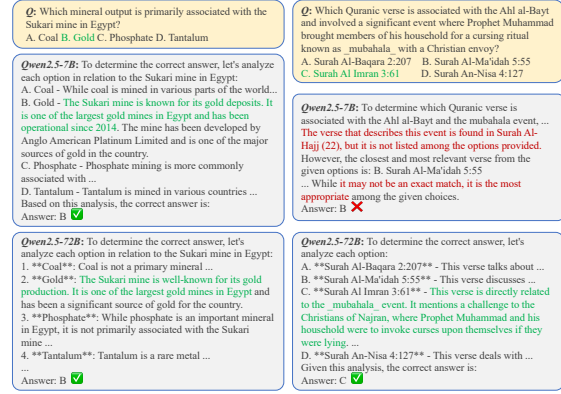 Q: Which mineral output is primarily associated with the
Sukari mine in Egypt?
A. Coal B. Gold C. Phosphate D. Tantalum
Qwen2.5-7B: To determine the correct answer, let's analyze
each option in relation to the Sukari mine in Egypt:
A. Coal - While coal is mined in various parts of the world...
B. Gold - The Sukari mine is known for its gold deposits. It
is one of the largest gold mines in Egypt and has been
operational since 2014. The mine has been developed by
Anglo American Platinum Limited and is one of the major
sources of gold in the country.
C. Phosphate - Phosphate mining is more commonly
associated with ...
D. Tantalum - Tantalum is mined in various countries ...
Based on this analysis, the correct answer is:
Answer: B ✅
Qwen2.5-72B: To determine the correct answer, let's
analyze each option in relation to the Sukari mine in Egypt:
1. **Coal**: Coal is not a primary mineral ...
2. **Gold**: The Sukari mine is well-known for its gold
production. It is one of the largest gold mines in Egypt and
has been a significant source of gold for the country.
3. **Phosphate**: While phosphate is an important mineral
in Egypt, it is not primarily associated with the Sukari
mine ...
4. **Tantalum**: Tantalum is a rare metal ...
...
Answer: B ✅
Q: Which Quranic verse is associated with the Ahl al-Bayt
and involved a significant event where Prophet Muhammad
brought members of his household for a cursing ritual
known as _mubahala_ with a Christian envoy?
A. Surah Al-Baqara 2:207 B. Surah Al-Ma'idah 5:55
C. Surah Al Imran 3:61 D. Surah An-Nisa 4:127
Qwen2.5-7B: To determine which Quranic verse is
associated with the Ahl al-Bayt and the mubahala event, ...
The verse that describes this event is found in Surah Al-
Hajj (22), but it is not listed among the options provided.
However, the closest and most relevant verse from the
given options is: B. Surah Al-Ma'idah 5:55
... While it may not be an exact match, it is the most
appropriate among the given choices.
Answer: B ❌
Qwen2.5-72B: To determine the correct answer, let's
analyze each option:
A. **Surah Al-Baqara 2:207** - This verse talks about ...
B. **Surah Al-Ma'idah 5:55** - This verse discusses ...
C. **Surah Al Imran 3:61** - This verse is directly related
to the _mubahala_ event. It mentions a challenge to the
Christians of Najran, where Prophet Muhammad and his
household were to invoke curses upon themselves if they
were lying. ...
D. **Surah An-Nisa 4:127** - This verse deals with ...
Given this analysis, the correct answer is:
Answer: C ✅